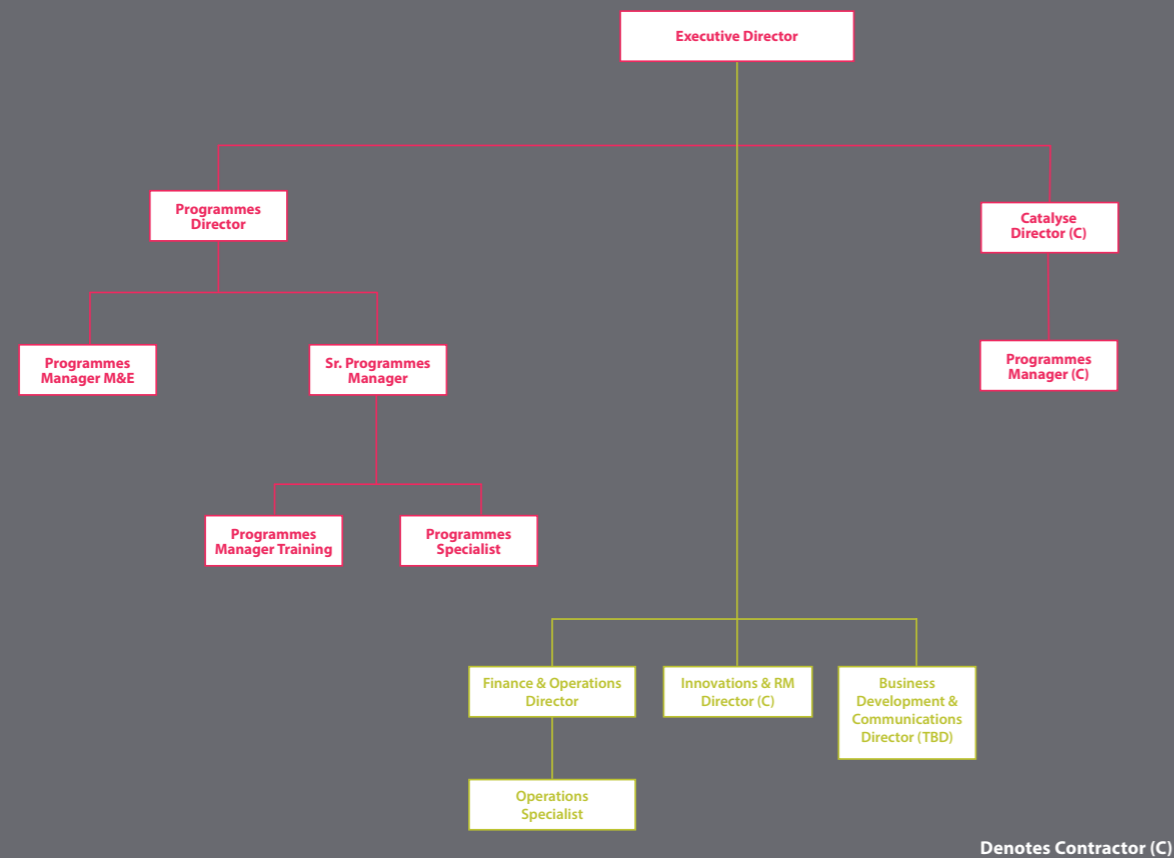 Executive Director
Programmes
Director
Catalyse
Director (C)
Programmes
Manager M&E
Sr. Programmes
Manager
Programmes
Manager (C)
Programmes
Manager Training
Programmes
Specialist
Finance & Operations
Director
Innovations & RM
Director (C)
Business
Development &
Communications
Director (TBD)
Operations
Specialist
Denotes Contractor (C)